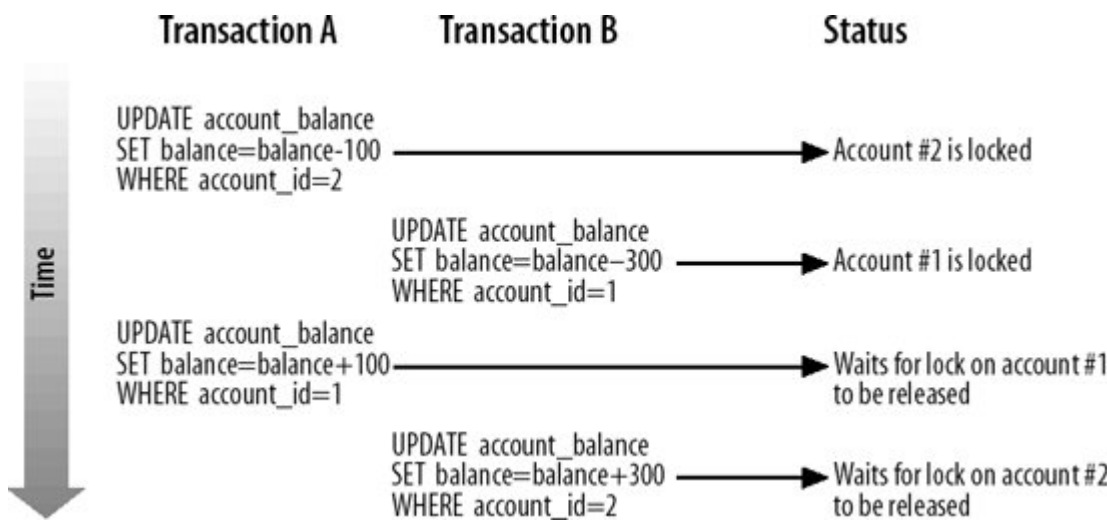 Transaction A Transaction B Status
Time
UPDATE account_balance
SET balance=balance-100
WHERE account_id=2
Account #2 is locked
UPDATE account_balance
SET balance=balance–300
WHERE account_id=1
Account #1 is locked
UPDATE account_balance
SET balance=balance+100
WHERE account_id=1
Waits for lock on account #1
to be released
UPDATE account_balance
SET balance=balance+300
WHERE account_id=2
Waits for lock on account #2
to be released